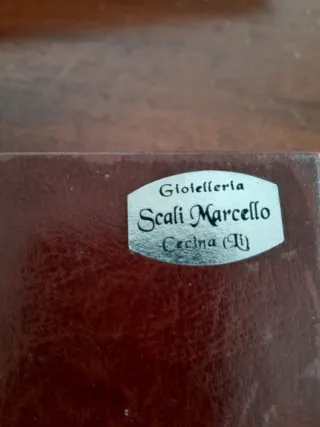 Gioielleria
Scali Marcello
Cecina (Li)